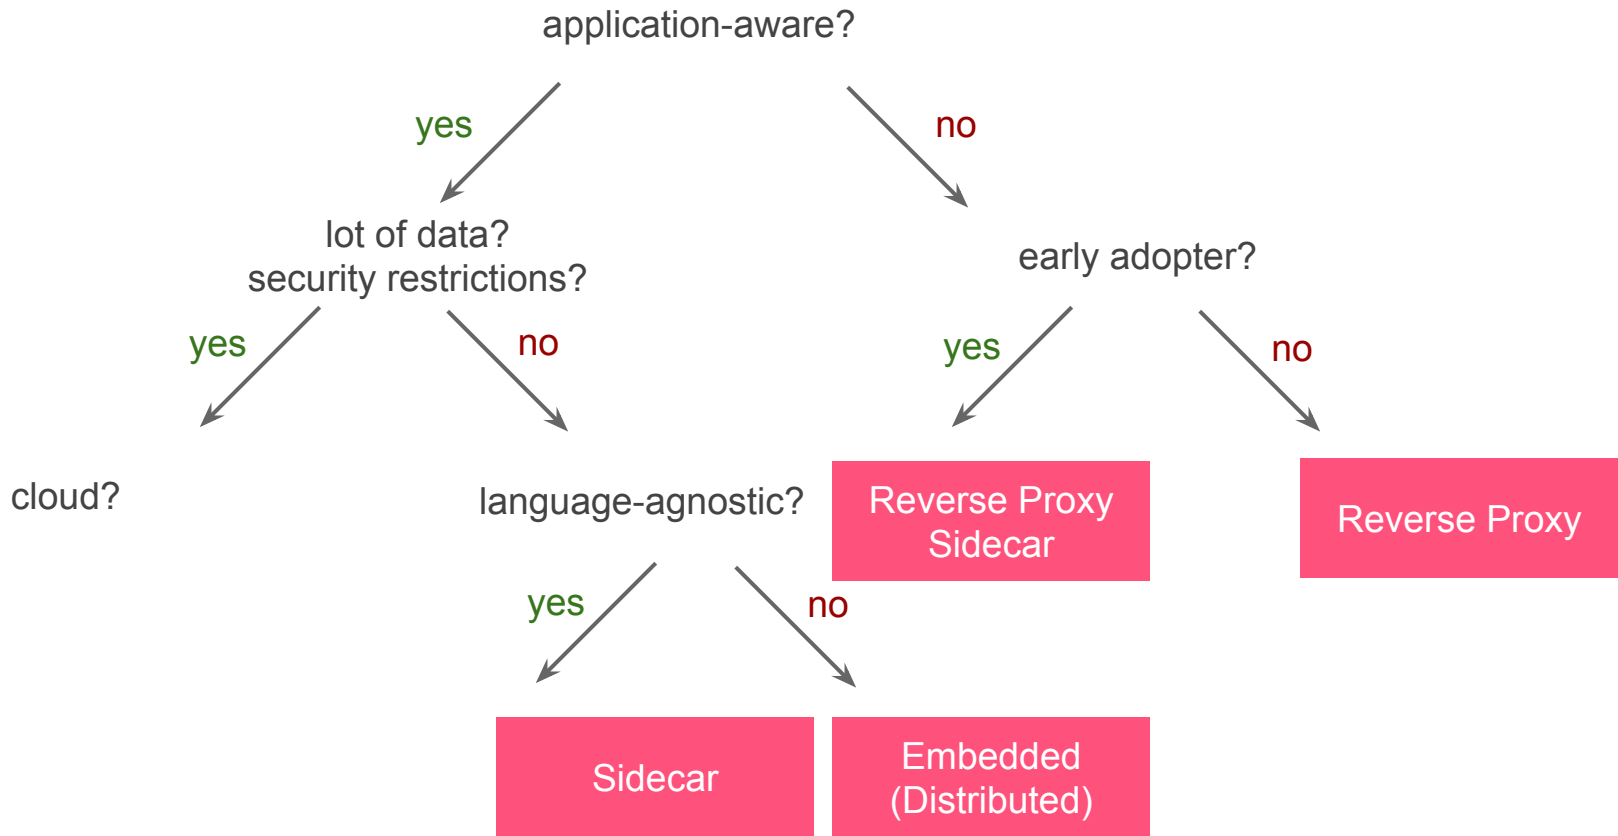 application-aware?
yes
no
lot of data?
security restrictions?
early adopter?
yes
no
yes
no
cloud?
language-agnostic?
Reverse Proxy
Sidecar
Reverse Proxy
yes
no
Sidecar
Embedded
(Distributed)